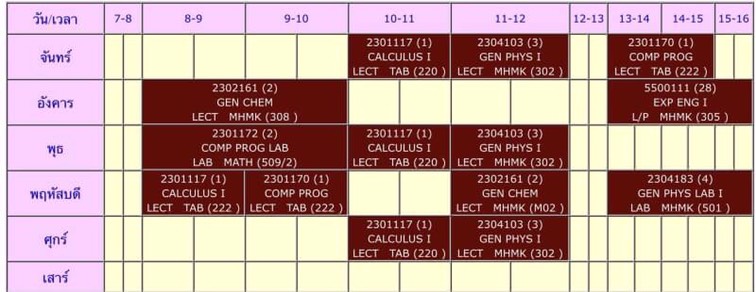 วัน/เวลา 7-8 8-9 9-10 10-11 11-12 12-13 13-14 14-15 15-16
จันทร์
2301117 (1) 2304103 (3) 2301170 (1)
CALCULUS I GEN PHYS I COMP PROG
LECT TAB (220 ) LECT MHMK (302 ) LECT TAB (222 )
อังคาร
2302161 (2) 5500111 (28)
GEN CHEM EXP ENG I
LECT MHMK (308 ) L/P MHMK (305 )
พุธ
2301172 (2) 2301117 (1) 2304103 (3)
COMP PROG LAB CALCULUS I GEN PHYS I
LAB MATH (509/2) LECT TAB (220 ) LECT MHMK (302 )
พฤหัสบดี
2301117 (1) 2301170 (1) 2302161 (2) 2304183 (4)
CALCULUS I COMP PROG GEN CHEM GEN PHYS LAB I
LECT TAB (222 ) LECT TAB (222 ) LECT MHMK (M02 ) LAB MHMK (501 )
ศุกร์
2301117 (1) 2304103 (3)
CALCULUS I GEN PHYS I
LECT TAB (220 ) LECT MHMK (302 )
เสาร์